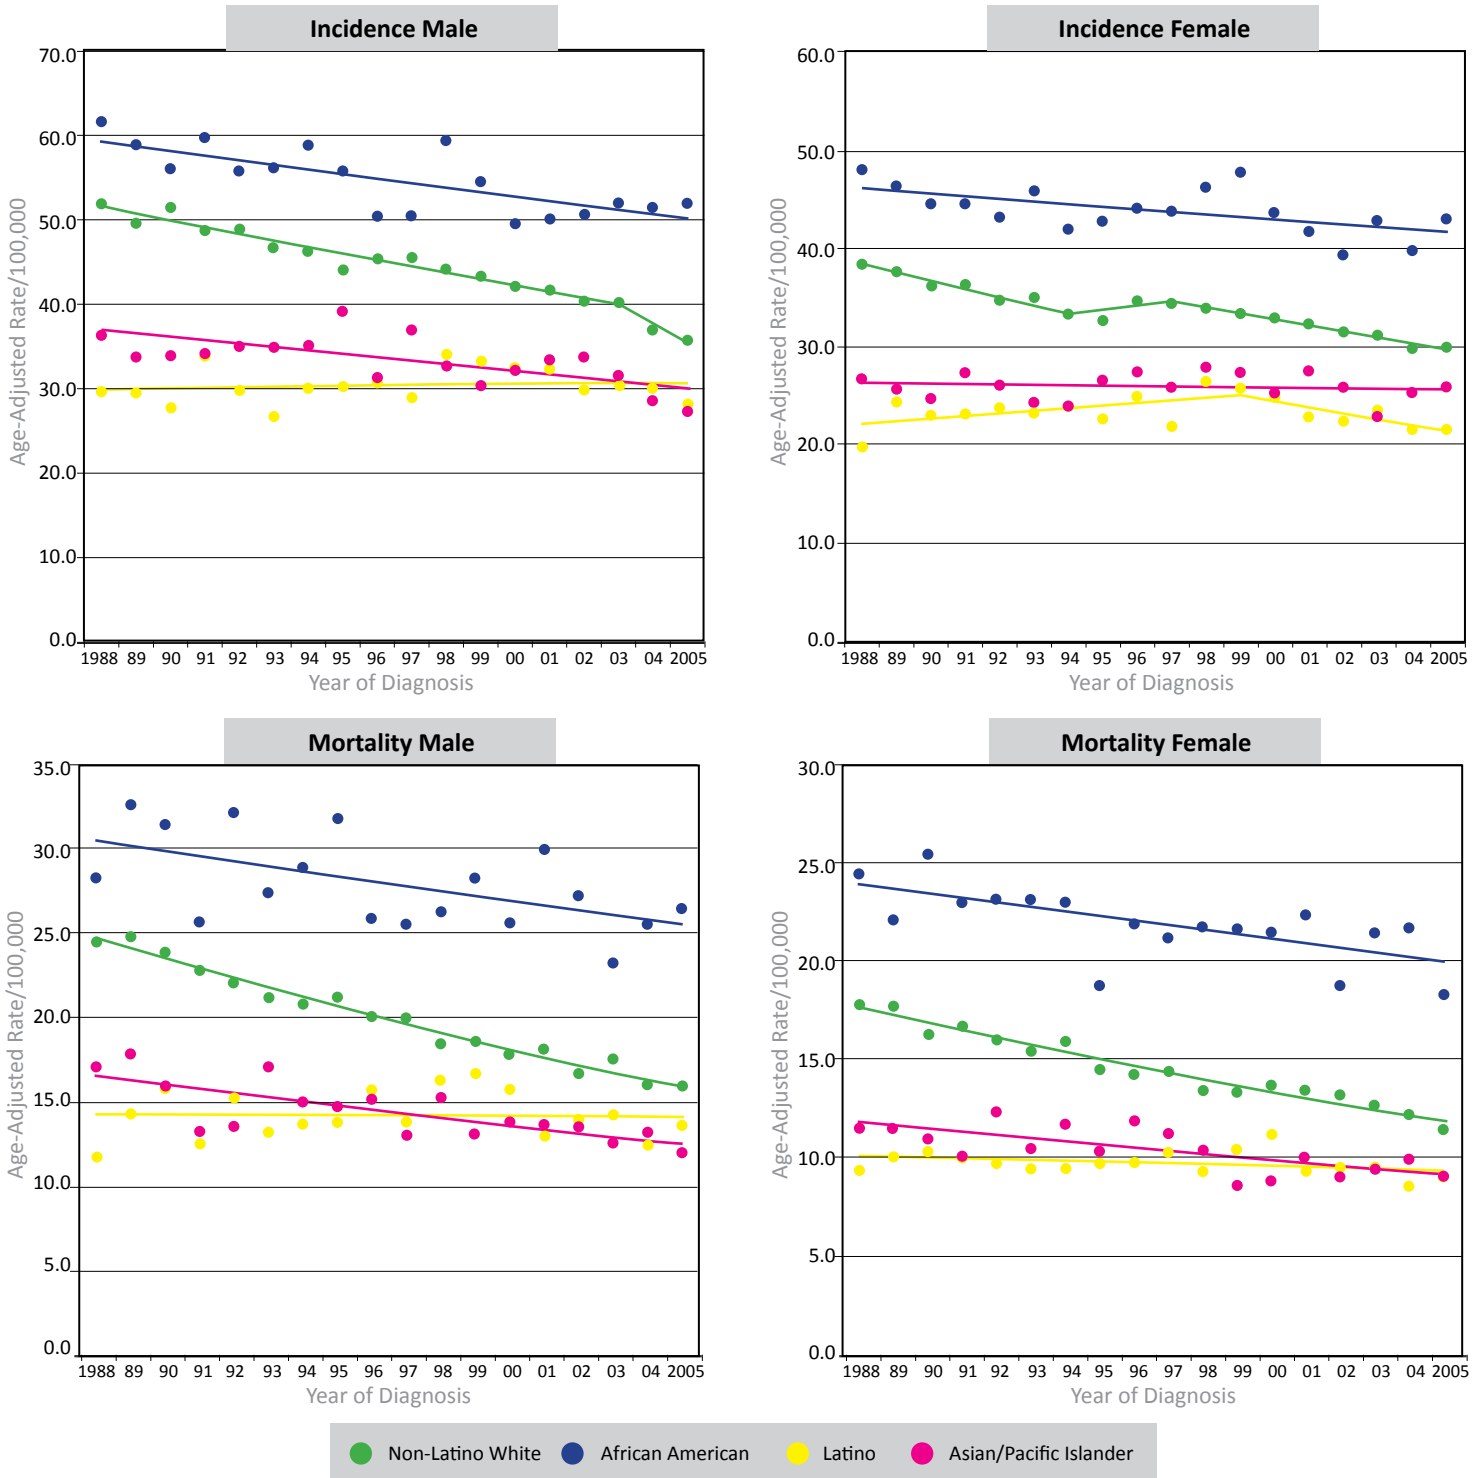 Incidence Male
70.0
60.0
50.0
40.0
30.0
20.0
10.0
0.0
Age-Adjusted Rate/100,000
1988 89 90 91 92 93 94 95 96 97 98 99 00 01 02 03 04 2005
Year of Diagnosis
Incidence Female
60.0
50.0
40.0
30.0
20.0
10.0
0.0
Age-Adjusted Rate/100,000
1988 89 90 91 92 93 94 95 96 97 98 99 00 01 02 03 04 2005
Year of Diagnosis
Mortality Male
35.0
30.0
25.0
20.0
15.0
10.0
5.0
0.0
Age-Adjusted Rate/100,000
1988 89 90 91 92 93 94 95 96 97 98 99 00 01 02 03 04 2005
Year of Diagnosis
Mortality Female
30.0
25.0
20.0
15.0
10.0
5.0
0.0
Age-Adjusted Rate/100,000
1988 89 90 91 92 93 94 95 96 97 98 99 00 01 02 03 04 2005
Year of Diagnosis
Non-Latino White African American Latino Asian/Pacific Islander